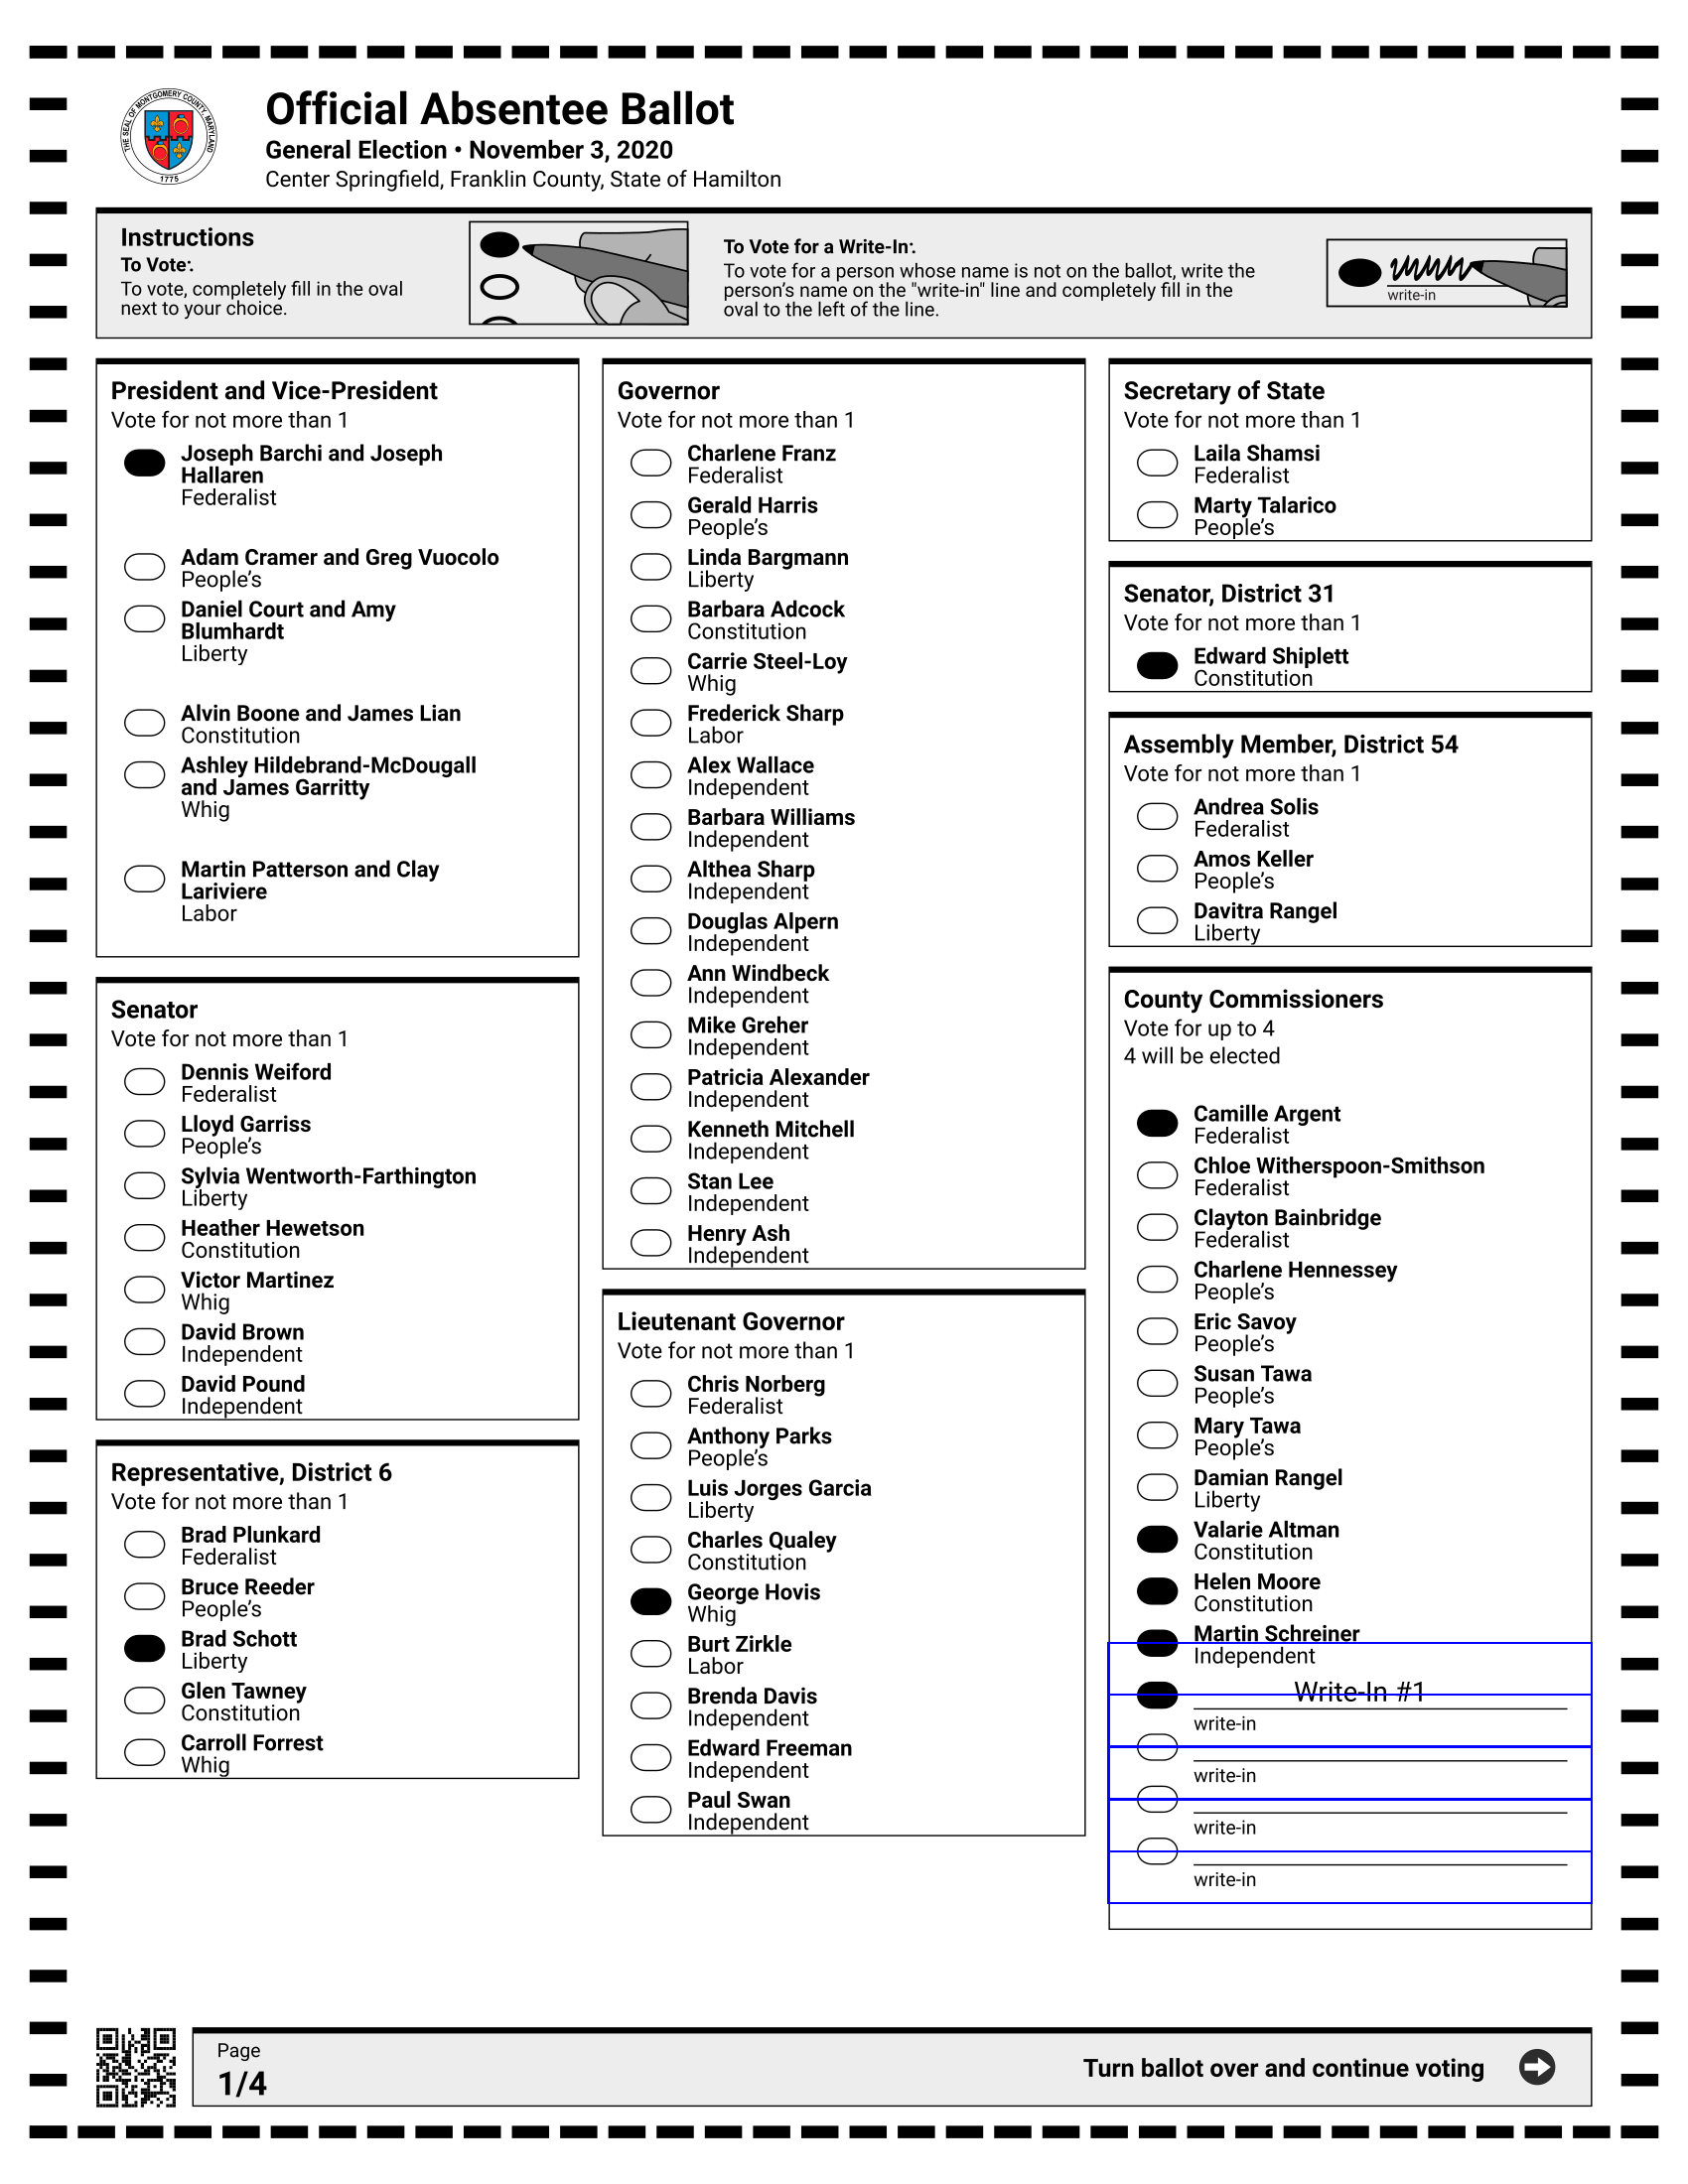 THE SEAL OF MONTGOMERY COUNTY, MARYLAND
1775
Official Absentee Ballot
General Election • November 3, 2020
Center Springfield, Franklin County, State of Hamilton
Instructions
To Vote:
To vote, completely fill in the oval
next to your choice.
To Vote for a Write-In:
To vote for a person whose name is not on the ballot, write the
person's name on the "write-in" line and completely fill in the
oval to the left of the line.
write-in
President and Vice-President
Vote for not more than 1
Joseph Barchi and Joseph
Hallaren
Federalist
Adam Cramer and Greg Vuocolo
People's
Daniel Court and Amy
Blumhardt
Liberty
Alvin Boone and James Lian
Constitution
Ashley Hildebrand-McDougall
and James Garritty
Whig
Martin Patterson and Clay
Lariviere
Labor
Senator
Vote for not more than 1
Dennis Weiford
Federalist
Lloyd Garriss
People's
Sylvia Wentworth-Farthington
Liberty
Heather Hewetson
Constitution
Victor Martinez
Whig
David Brown
Independent
David Pound
Independent
Representative, District 6
Vote for not more than 1
Brad Plunkard
Federalist
Bruce Reeder
People's
Brad Schott
Liberty
Glen Tawney
Constitution
Carroll Forrest
Whig
Governor
Vote for not more than 1
Charlene Franz
Federalist
Gerald Harris
People's
Linda Bargmann
Liberty
Barbara Adcock
Constitution
Carrie Steel-Loy
Whig
Frederick Sharp
Labor
Alex Wallace
Independent
Barbara Williams
Independent
Althea Sharp
Independent
Douglas Alpern
Independent
Ann Windbeck
Independent
Mike Greher
Independent
Patricia Alexander
Independent
Kenneth Mitchell
Independent
Stan Lee
Independent
Henry Ash
Independent
Lieutenant Governor
Vote for not more than 1
Chris Norberg
Federalist
Anthony Parks
People's
Luis Jorges Garcia
Liberty
Charles Qualey
Constitution
George Hovis
Whig
Burt Zirkle
Labor
Brenda Davis
Independent
Edward Freeman
Independent
Paul Swan
Independent
Secretary of State
Vote for not more than 1
Laila Shamsi
Federalist
Marty Talarico
People's
Senator, District 31
Vote for not more than 1
Edward Shiplett
Constitution
Assembly Member, District 54
Vote for not more than 1
Andrea Solis
Federalist
Amos Keller
People's
Davitra Rangel
Liberty
County Commissioners
Vote for up to 4
4 will be elected
Camille Argent
Federalist
Chloe Witherspoon-Smithson
Federalist
Clayton Bainbridge
Federalist
Charlene Hennessey
People's
Eric Savoy
People's
Susan Tawa
People's
Mary Tawa
People's
Damian Rangel
Liberty
Valarie Altman
Constitution
Helen Moore
Constitution
Martin Schreiner
Independent
Write-In #1
write-in
write-in
write-in
write-in
Page
1/4
Turn ballot over and continue voting